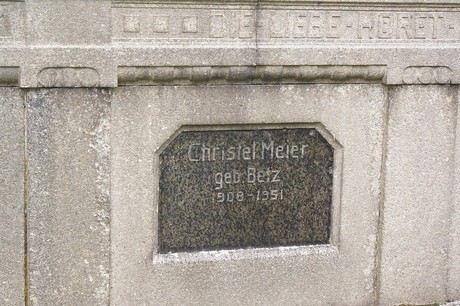 DIE LIEBE HÖRET
Christel Meier
geb. Betz
1908-1951